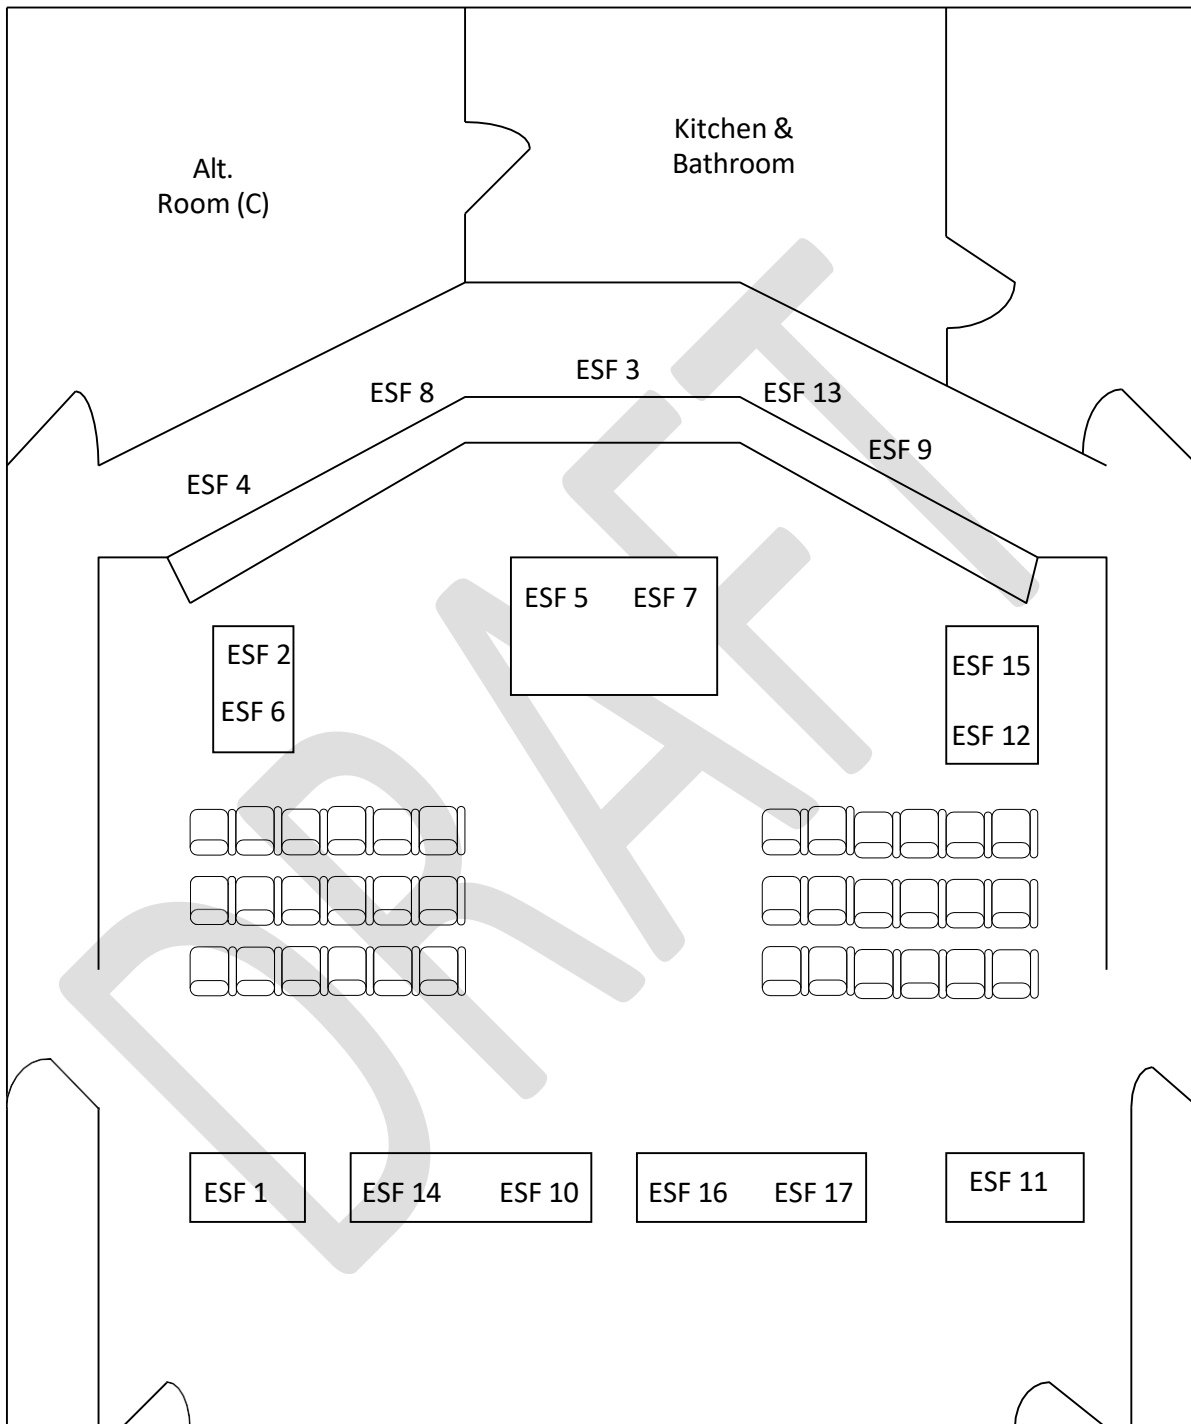 Kitchen &
Bathroom
Alt.
Room (C)
ESF 3
ESF 8
ESF 13
ESF 9
ESF 4
ESF 5 ESF 7
ESF 2
ESF 15
ESF 6
ESF 12
ESF 1
ESF 14 ESF 10
ESF 16 ESF 17
ESF 11
DRAFT